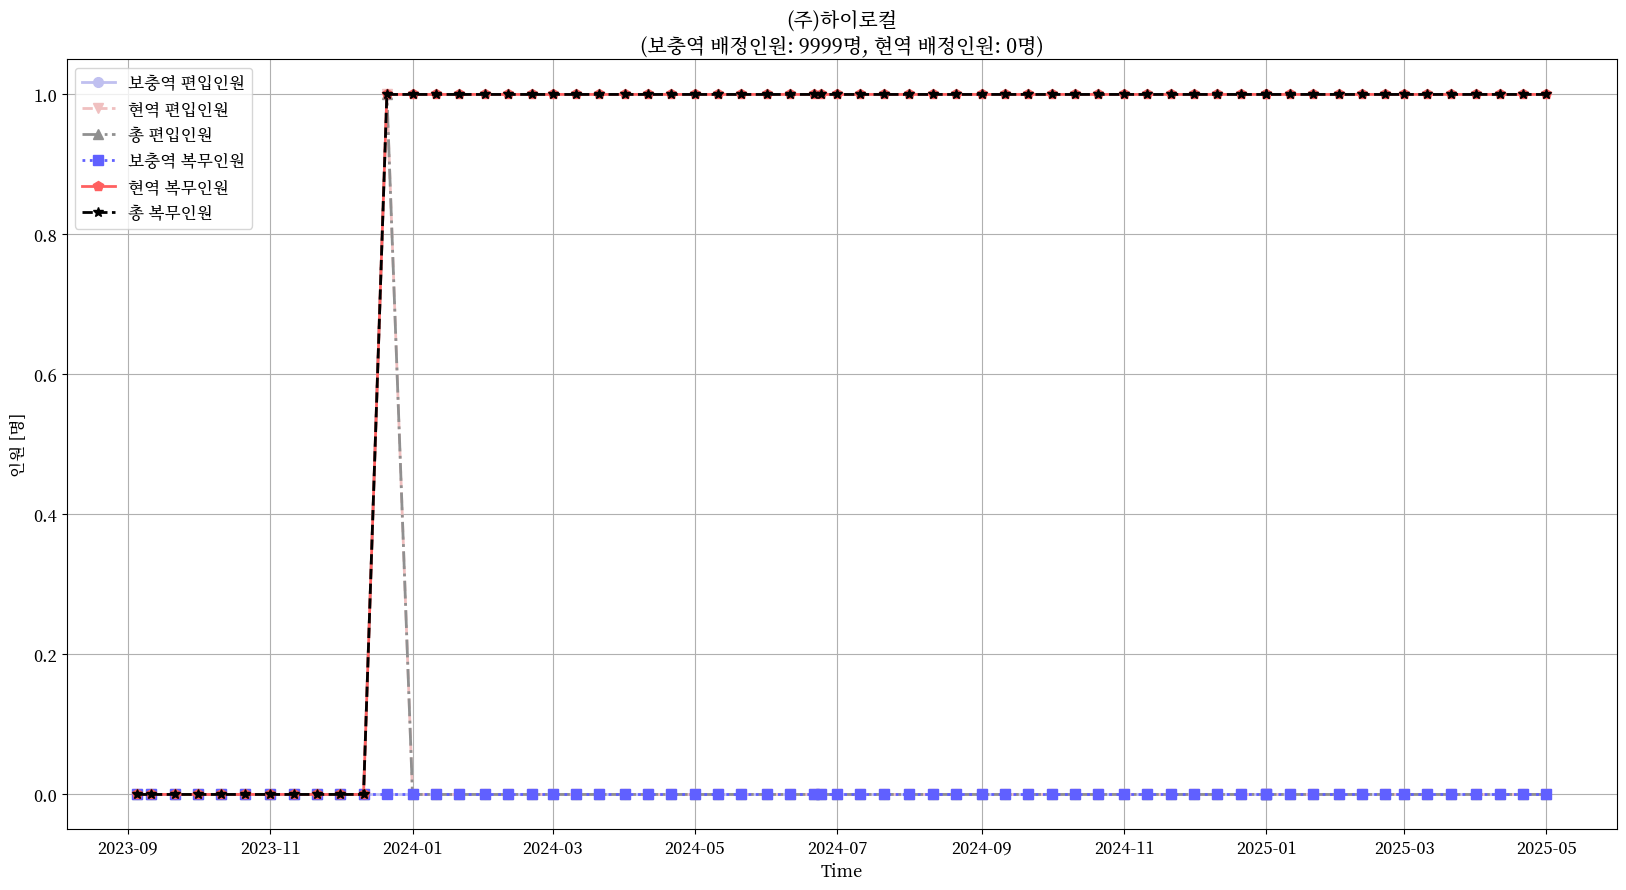 (주)하이로컬
(보충역 배정인원: 9999명, 현역 배정인원: 0명)
보충역 편입인원
현역 편입인원
총 편입인원
보충역 복무인원
현역 복무인원
총 복무인원
인원 [명]
1.0
0.8
0.6
0.4
0.2
0.0
2023-09 2023-11 2024-01 2024-03 2024-05 2024-07 2024-09 2024-11 2025-01 2025-03 2025-05
Time